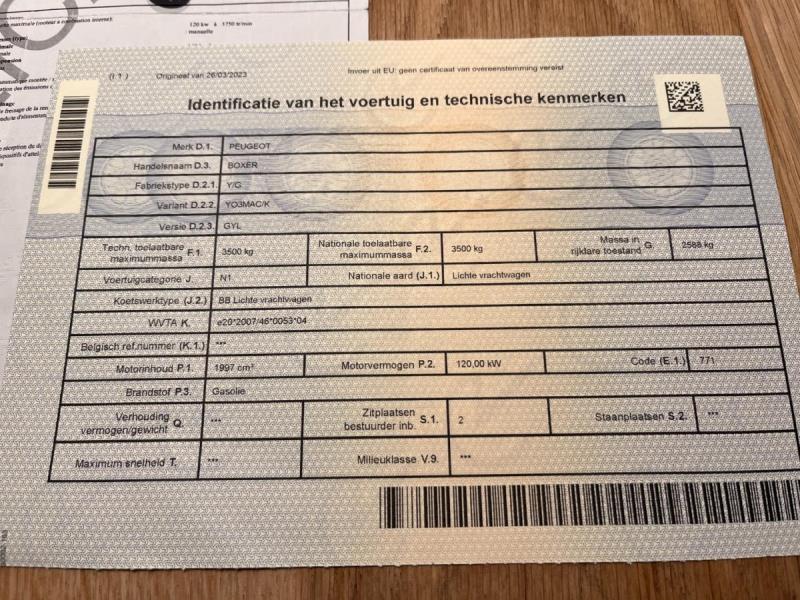 120 kw à 1750 tr/min
manuelle
(I.1) Origineel van 26/03/2023 Invoer uit EU: geen certificaat van overeenstemming vereist
Identificatie van het voertuig en technische kenmerken
Merk D.1. PEUGEOT
Handelsnaam D.3. BOXER
Fabriekstype D.2.1. Y/G
Variant D.2.2. YO3MAC/K
Versie D.2.3. GYL
Techn. toelaatbare maximummassa F.1. 3500 kg Nationale toelaatbare maximummassa F.2. 3500 kg Massa in rijklare toestand G. 2588 kg
Voertuigcategorie J. N1 Nationale aard (J.1.) Lichte vrachtwagen
Koetswerktype (J.2.) BB Lichte vrachtwagen
WVTA K. e20*2007/46*0053*04
Belgisch ref.nummer (K.1.) ***
Motorinhoud P.1. 1997 cm³ Motorvermogen P.2. 120,00 kW Code (E.1.) 771
Brandstof P.3. Gasolie
Verhouding vermogen/gewicht Q. *** Zitplaatsen bestuurder inb. S.1. 2 Staanplaatsen S.2. ***
Maximum snelheid T. *** Milieuklasse V.9. ***